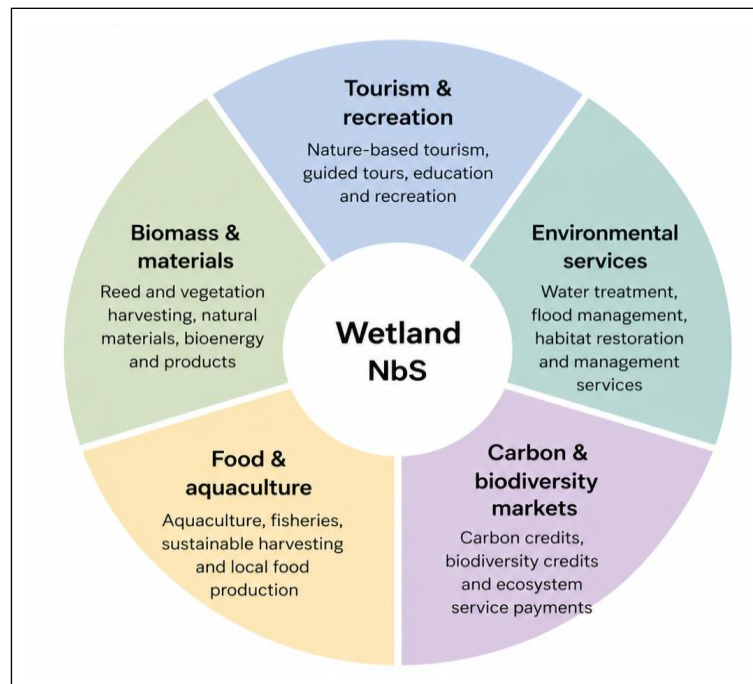 Tourism &
recreation
Nature-based tourism,
guided tours, education
and recreation
Environmental
services
Water treatment,
flood management,
habitat restoration
and management
services
Carbon &
biodiversity
markets
Carbon credits,
biodiversity credits
and ecosystem
service payments
Food &
aquaculture
Aquaculture, fisheries,
sustainable harvesting
and local food
production
Biomass &
materials
Reed and vegetation
harvesting, natural
materials, bioenergy
and products
Wetland
NbS